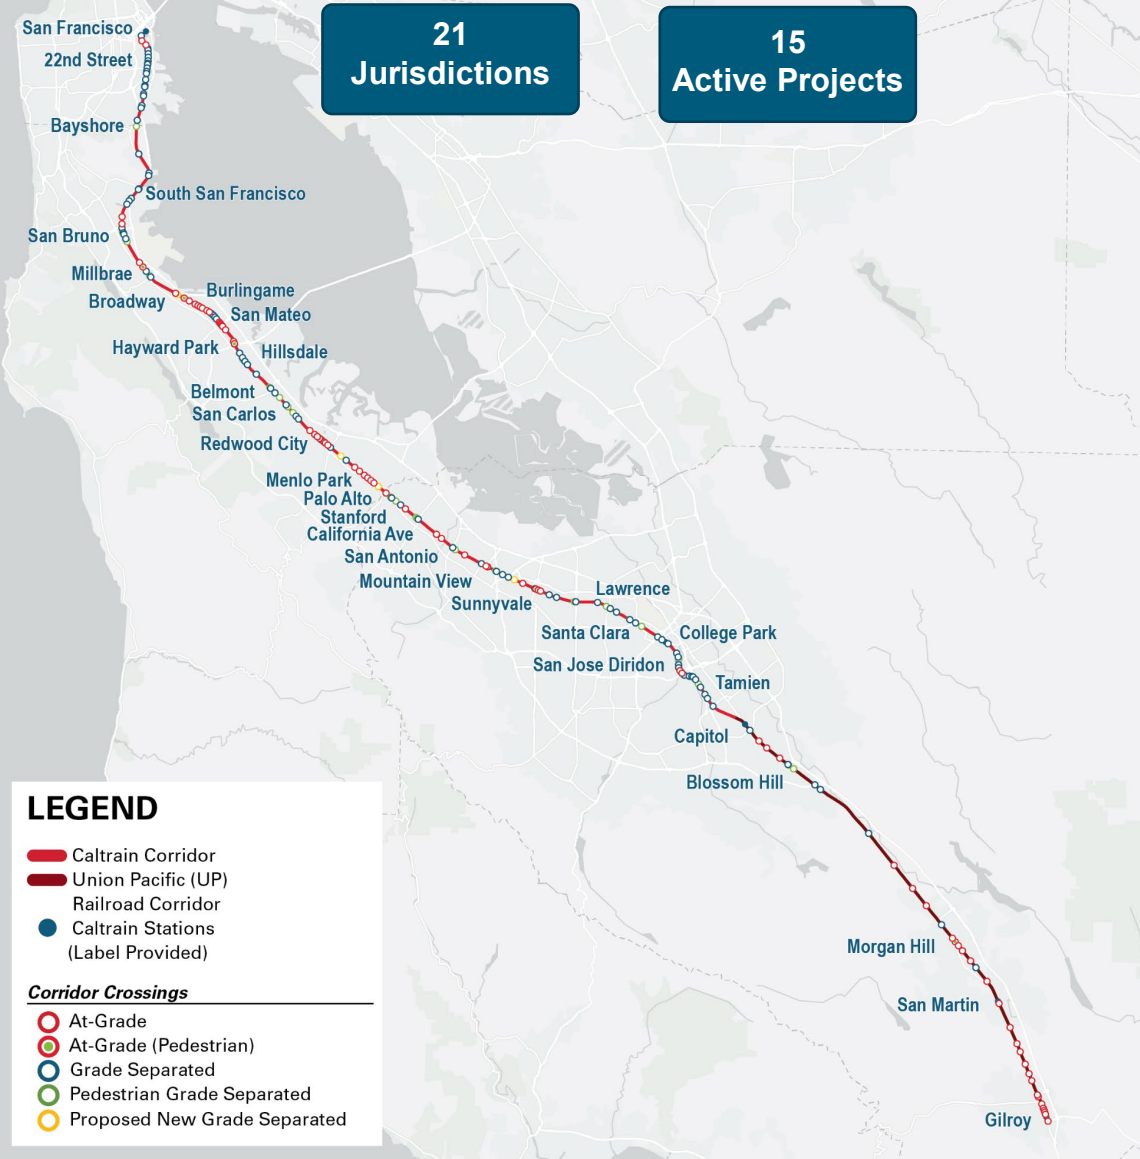 21
Jurisdictions
15
Active Projects
San Francisco
22nd Street
Bayshore
South San Francisco
San Bruno
Millbrae
Broadway
Burlingame
San Mateo
Hayward Park
Hillsdale
Belmont
San Carlos
Redwood City
Menlo Park
Palo Alto
Stanford
California Ave
San Antonio
Mountain View
Sunnyvale
Lawrence
Santa Clara
College Park
San Jose Diridon
Tamien
Capitol
Blossom Hill
Morgan Hill
San Martin
Gilroy
LEGEND
Caltrain Corridor
Union Pacific (UP)
Railroad Corridor
Caltrain Stations
(Label Provided)
Corridor Crossings
At-Grade
At-Grade (Pedestrian)
Grade Separated
Pedestrian Grade Separated
Proposed New Grade Separated